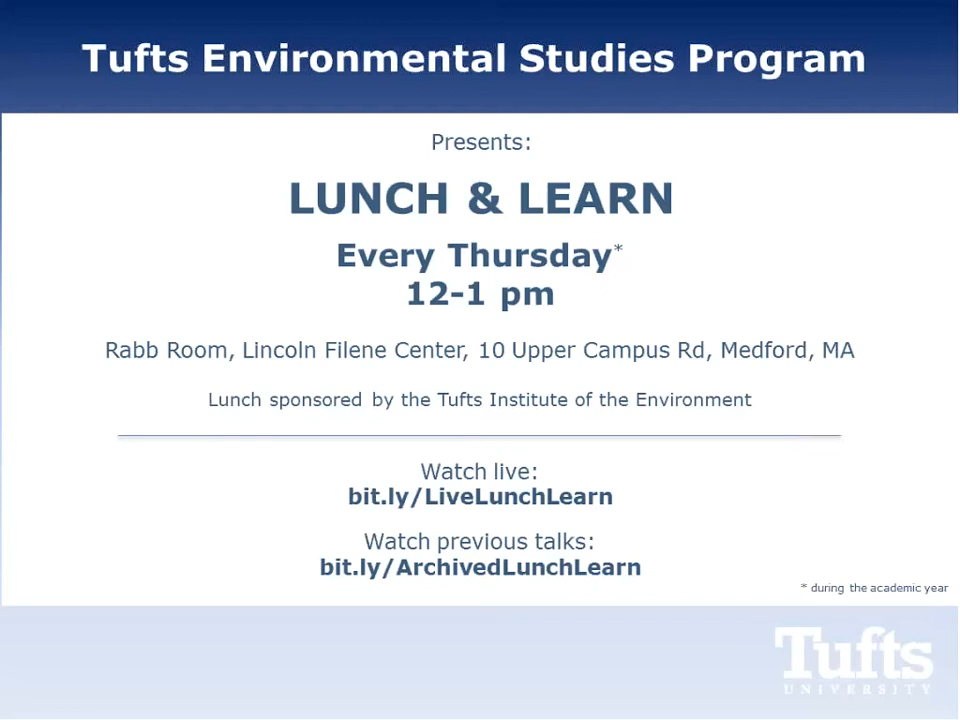 Tufts Environmental Studies Program
Presents:
LUNCH & LEARN
Every Thursday*
12-1 pm
Rabb Room, Lincoln Filene Center, 10 Upper Campus Rd, Medford, MA
Lunch sponsored by the Tufts Institute of the Environment
Watch live:
bit.ly/LiveLunchLearn
Watch previous talks:
bit.ly/ArchivedLunchLearn
* during the academic year
Tufts
UNIVERSITY